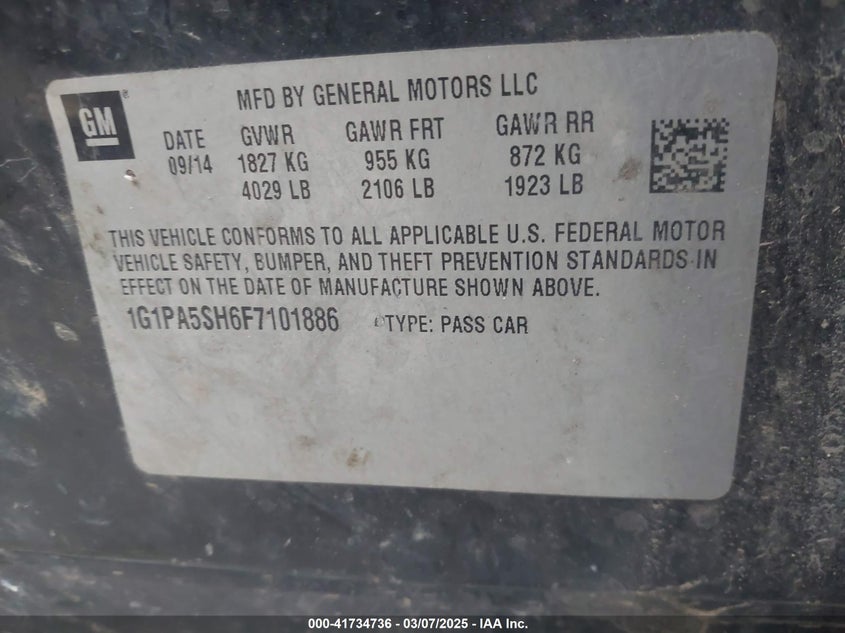 MFD BY GENERAL MOTORS LLC
GM®
DATE GVWR GAWR FRT GAWR RR
09/14 1827 KG 955 KG 872 KG
4029 LB 2106 LB 1923 LB
THIS VEHICLE CONFORMS TO ALL APPLICABLE U.S. FEDERAL MOTOR
VEHICLE SAFETY, BUMPER, AND THEFT PREVENTION STANDARDS IN
EFFECT ON THE DATE OF MANUFACTURE SHOWN ABOVE.
1G1PA5SH6F7101886 TYPE: PASS CAR
000-41734736 - 03/07/2025 - © IAA Inc.